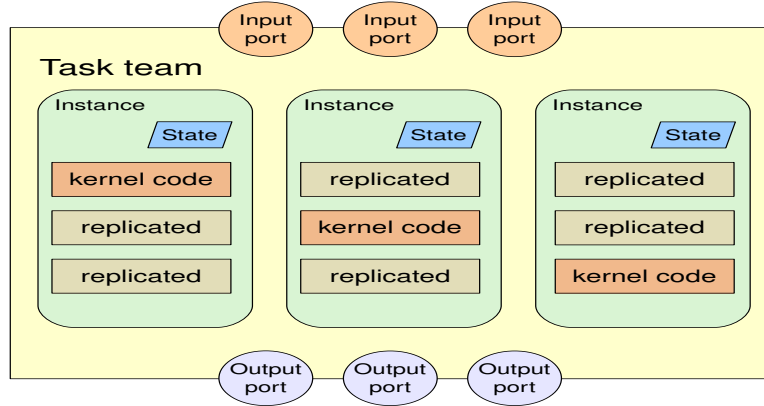 Input
port
Input
port
Input
port
Task team
Instance
State
kernel code
replicated
replicated
Instance
State
replicated
kernel code
replicated
Instance
State
replicated
replicated
kernel code
Output
port
Output
port
Output
port